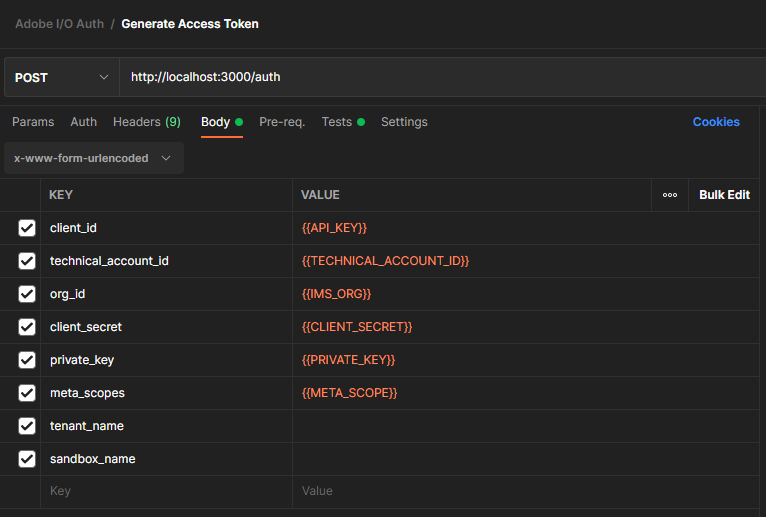 Adobe I/O Auth / Generate Access Token
POST http://localhost:3000/auth
Params Auth Headers (9) Body Pre-req. Tests Settings Cookies
x-www-form-urlencoded
KEY VALUE ooo Bulk Edit
client_id {{API_KEY}}
technical_account_id {{TECHNICAL_ACCOUNT_ID}}
org_id {{IMS_ORG}}
client_secret {{CLIENT_SECRET}}
private_key {{PRIVATE_KEY}}
meta_scopes {{META_SCOPE}}
tenant_name
sandbox_name
Key Value